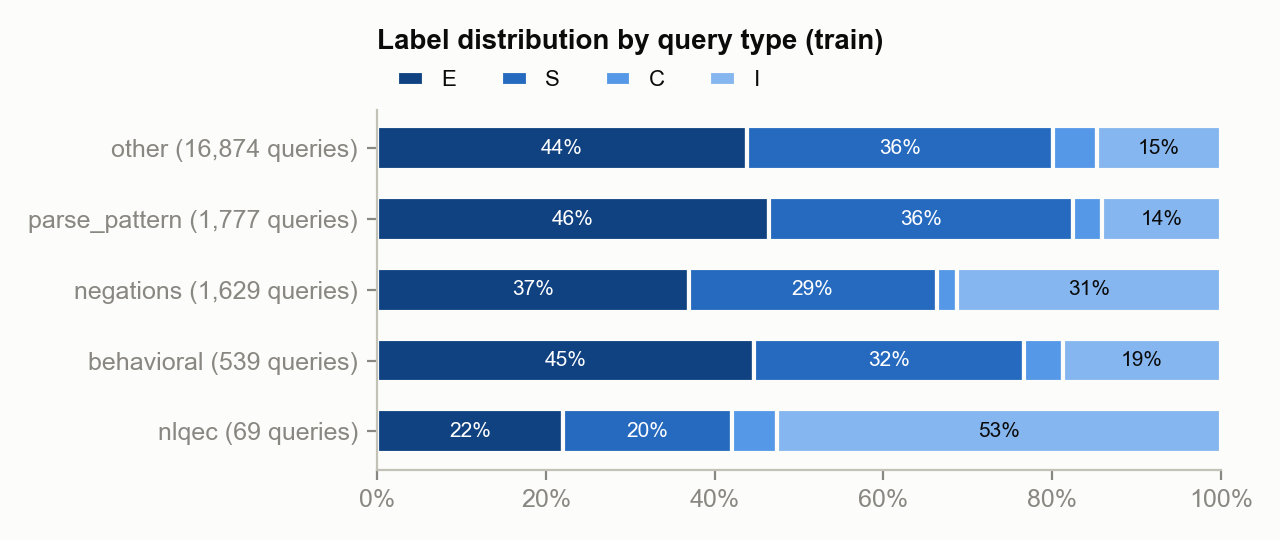 Label distribution by query type (train)
E S C I
other (16,874 queries) 44% 36% 15%
parse_pattern (1,777 queries) 46% 36% 14%
negations (1,629 queries) 37% 29% 31%
behavioral (539 queries) 45% 32% 19%
nlqec (69 queries) 22% 20% 53%
0% 20% 40% 60% 80% 100%